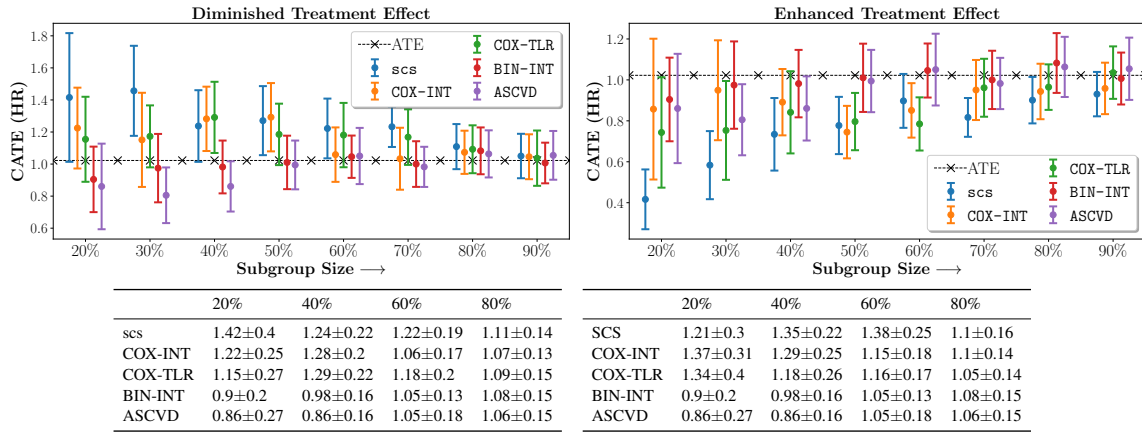 Diminished Treatment Effect
CATE (HR)
1.8
1.6
1.4
1.2
1.0
0.8
0.6
ATE
scs
COX-INT
COX-TLR
BIN-INT
ASCVD
20% 30% 40% 50% 60% 70% 80% 90%
Subgroup Size →
Enhanced Treatment Effect
CATE (HR)
1.2
1.0
0.8
0.6
0.4
ATE
scs
COX-INT
COX-TLR
BIN-INT
ASCVD
20% 30% 40% 50% 60% 70% 80% 90%
Subgroup Size →
20% 40% 60% 80%
scs 1.42±0.4 1.24±0.22 1.22±0.19 1.11±0.14
COX-INT 1.22±0.25 1.28±0.2 1.06±0.17 1.07±0.13
COX-TLR 1.15±0.27 1.29±0.22 1.18±0.2 1.09±0.15
BIN-INT 0.9±0.2 0.98±0.16 1.05±0.13 1.08±0.15
ASCVD 0.86±0.27 0.86±0.16 1.05±0.18 1.06±0.15
20% 40% 60% 80%
SCS 1.21±0.3 1.35±0.22 1.38±0.25 1.1±0.16
COX-INT 1.37±0.31 1.29±0.25 1.15±0.18 1.1±0.14
COX-TLR 1.34±0.4 1.18±0.26 1.16±0.17 1.05±0.14
BIN-INT 0.9±0.2 0.98±0.16 1.05±0.13 1.08±0.15
ASCVD 0.86±0.27 0.86±0.16 1.05±0.18 1.06±0.15